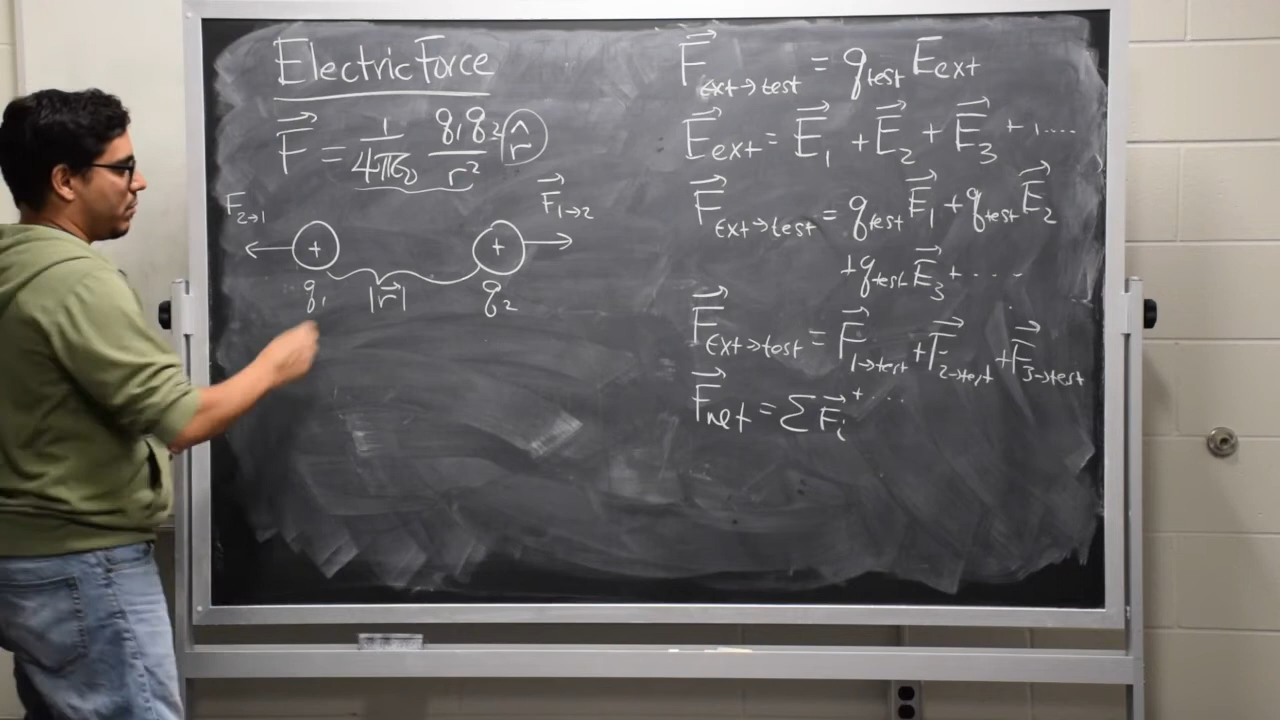 Electric Force
F⃗ = 1/4πε₀ q₁q₂/r² r̂
F₂→₁
F⃗₁→₂
+
+
q₁
|r⃗|
q₂
F⃗ext→test = qtest Eext
E⃗ext = E⃗₁ + E⃗₂ + E⃗₃ + ,....
F⃗ext→test = qtest E⃗₁ + qtest E⃗₂
+ qtest E⃗₃ + ....
F⃗ext→test = F⃗₁→test + F⃗₂→test + F⃗₃→test
+ ...
F⃗net = Σ F⃗i